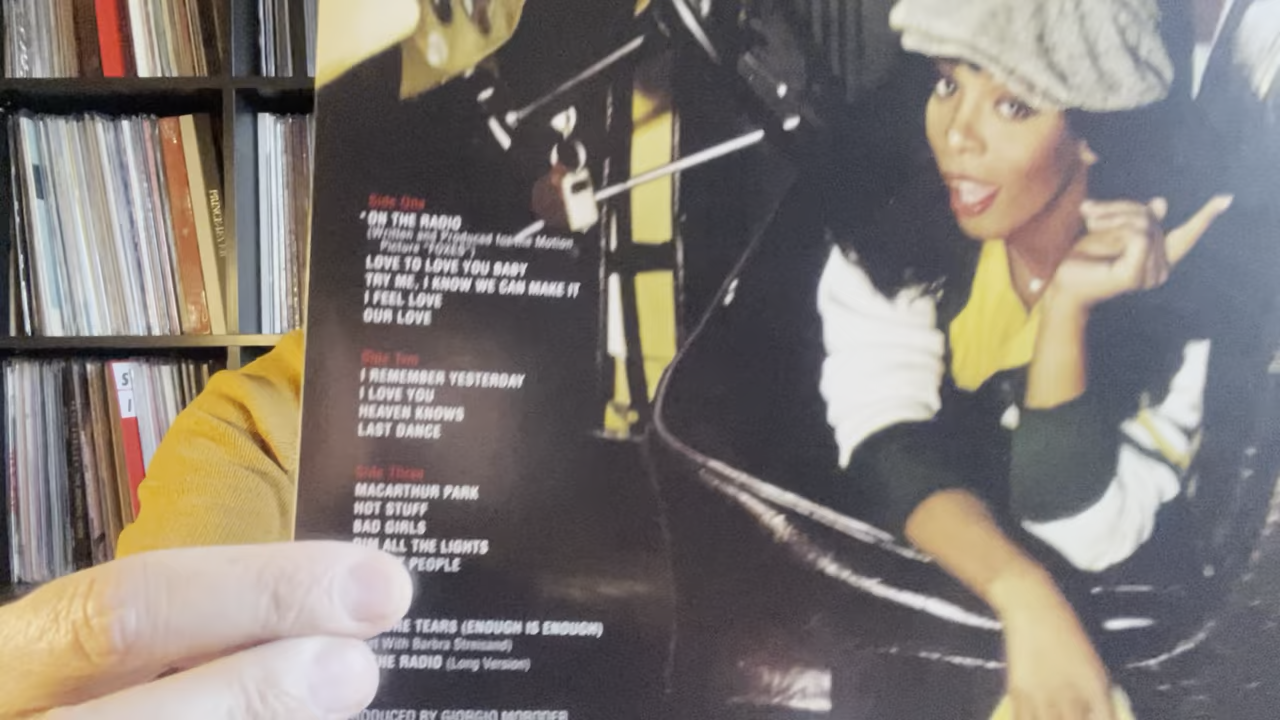 Side One
*ON THE RADIO
(Written and Produced for the Motion
Picture "FOXES")
LOVE TO LOVE YOU BABY
TRY ME, I KNOW WE CAN MAKE IT
I FEEL LOVE
OUR LOVE
Side Two
I REMEMBER YESTERDAY
I LOVE YOU
HEAVEN KNOWS
LAST DANCE
Side Three
MACARTHUR PARK
HOT STUFF
BAD GIRLS
ALL THE LIGHTS
PEOPLE
TEARS (ENOUGH IS ENOUGH)
With Barbra Streisand)
RADIO (Long Version)
BY GIORGIO MORODER